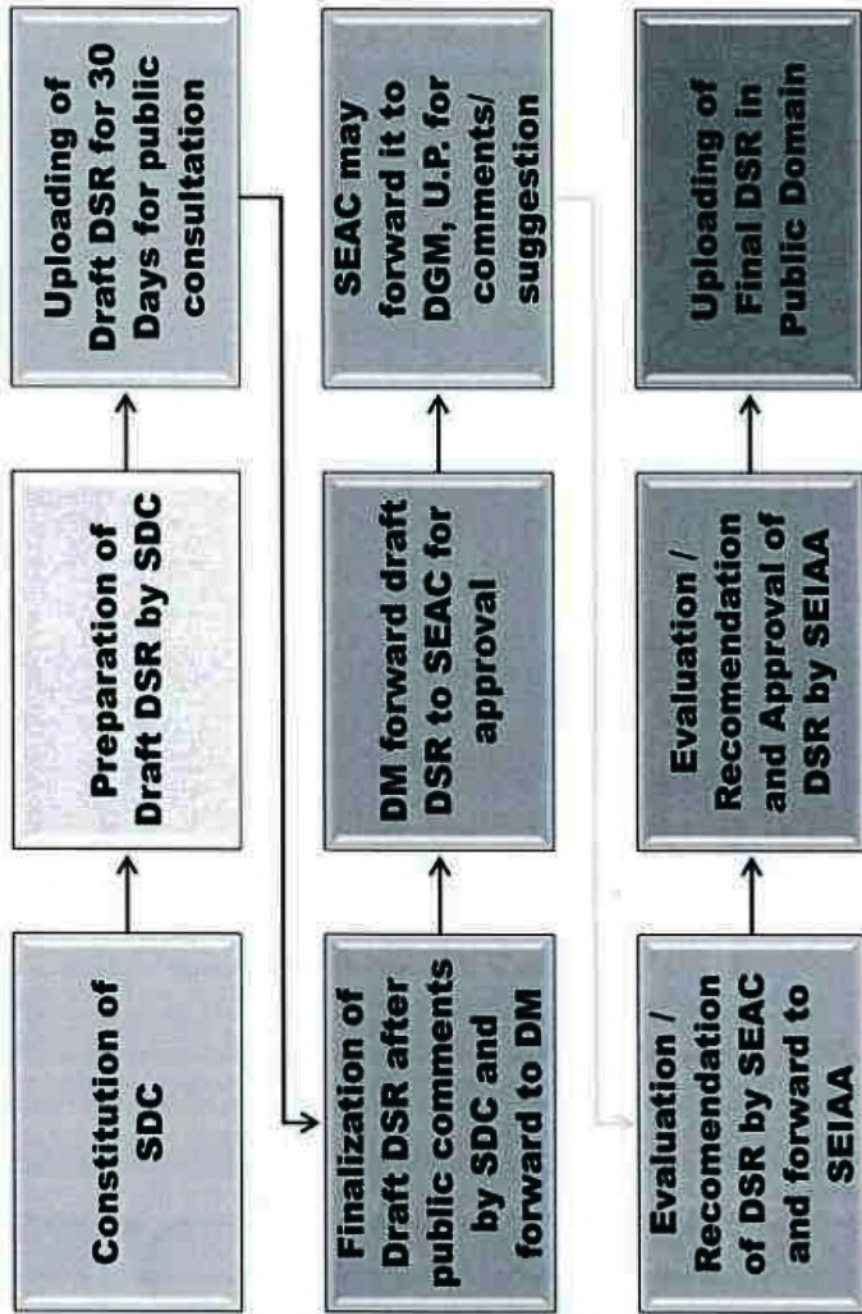 Constitution of
SDC
Preparation of
Draft DSR by SDC
Uploading of
Draft DSR for 30
Days for public
consultation
Finalization of
Draft DSR after
public comments
by SDC and
forward to DM
DM forward draft
DSR to SEAC for
approval
SEAC may
forward it to
DGM, U.P. for
comments/
suggestion
Evaluation /
Recomendation
of DSR by SEAC
and forward to
SEIAA
Evaluation /
Recomendation
and Approval of
DSR by SEIAA
Uploading of
Final DSR in
Public Domain